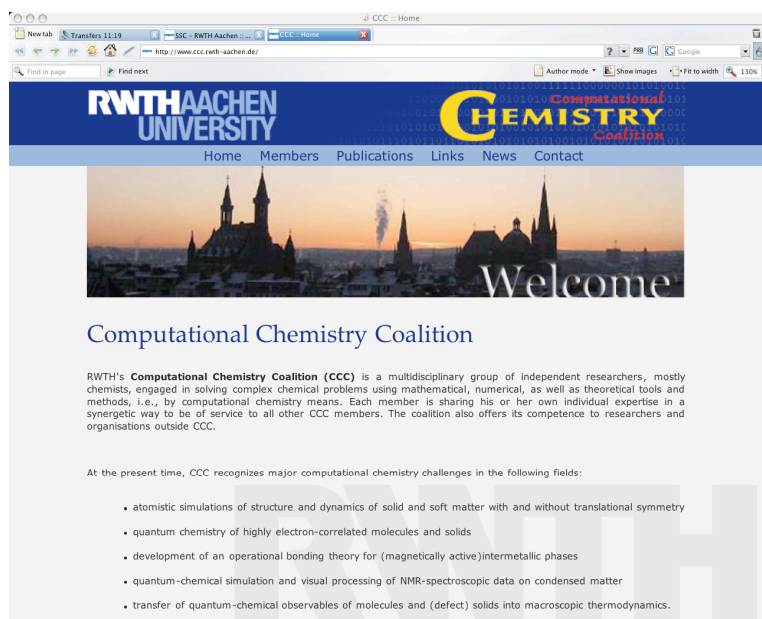 CCC :: Home
New tab
Transfers 11:19
SSC - RWTH Aachen :: ...
CCC :: Home
http://www.ccc.rwth-aachen.de/
?
PRB
G
G Google
Find in page
Find next
Author mode
Show images
Fit to width
130%
RWTHAACHEN
UNIVERSITY
Computational
CHEMISTRY
Coalition
Home Members Publications Links News Contact
Welcome
Computational Chemistry Coalition
RWTH's Computational Chemistry Coalition (CCC) is a multidisciplinary group of independent researchers, mostly
chemists, engaged in solving complex chemical problems using mathematical, numerical, as well as theoretical tools and
methods, i.e., by computational chemistry means. Each member is sharing his or her own individual expertise in a
synergetic way to be of service to all other CCC members. The coalition also offers its competence to researchers and
organisations outside CCC.
At the present time, CCC recognizes major computational chemistry challenges in the following fields:
• atomistic simulations of structure and dynamics of solid and soft matter with and without translational symmetry
• quantum chemistry of highly electron-correlated molecules and solids
• development of an operational bonding theory for (magnetically active)intermetallic phases
• quantum-chemical simulation and visual processing of NMR-spectroscopic data on condensed matter
• transfer of quantum-chemical observables of molecules and (defect) solids into macroscopic thermodynamics.
RWTH